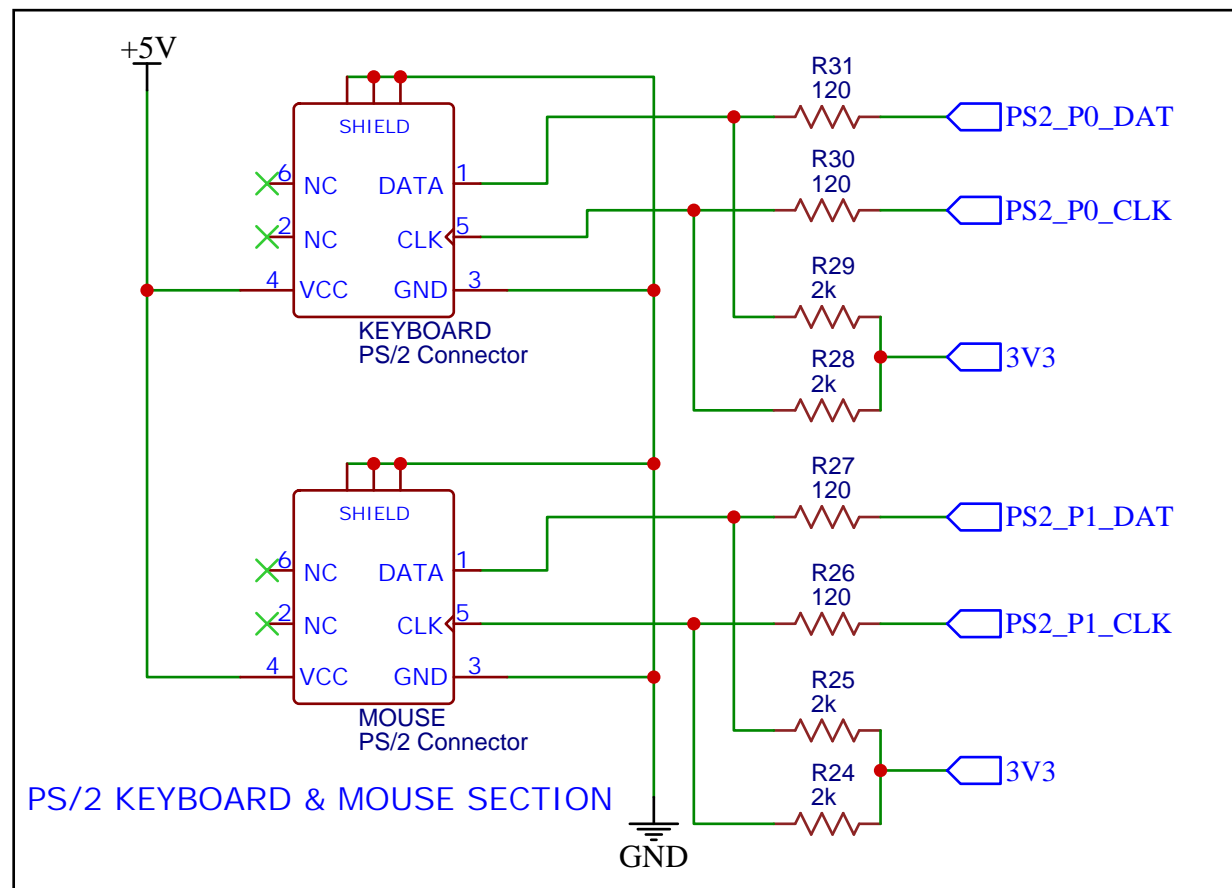 +5V
SHIELD
6 NC
DATA 1
2 NC
CLK 5
4 VCC
GND 3
KEYBOARD
PS/2 Connector
R31
120
PS2_P0_DAT
R30
120
PS2_P0_CLK
R29
2k
R28
2k
3V3
SHIELD
6 NC
DATA 1
2 NC
CLK 5
4 VCC
GND 3
MOUSE
PS/2 Connector
R27
120
PS2_P1_DAT
R26
120
PS2_P1_CLK
R25
2k
R24
2k
3V3
PS/2 KEYBOARD & MOUSE SECTION
GND